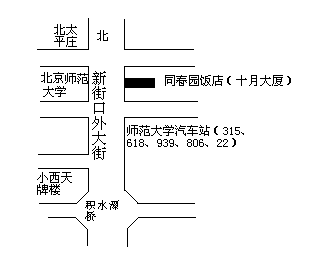 北大
平庄
北
北京师范
大学
新街口外大街
同春园饭店（十月大厦）
师范大学汽车站（315、
618、939、806、22）
小西天
牌楼
积水潭
桥